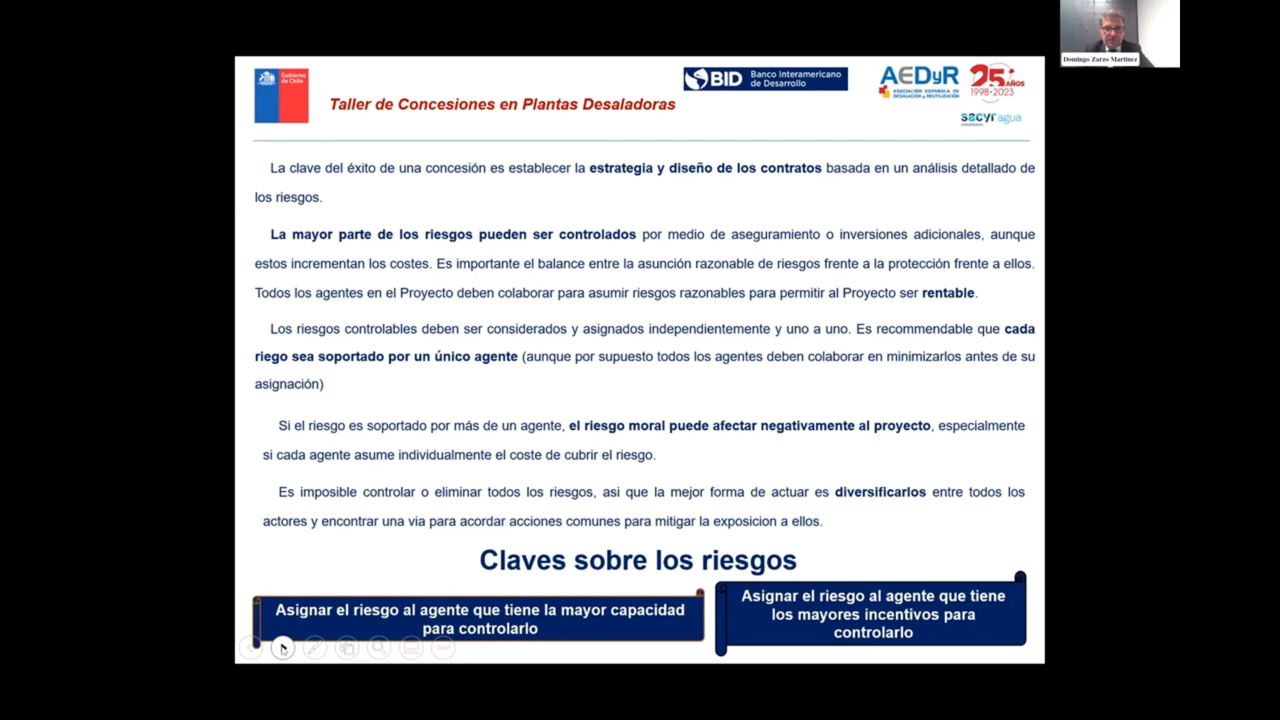 Domingo Zarzo Martínez
Gobierno
de Chile
BID
Banco Interamericano
de Desarrollo
AEDyR
ASOCIACIÓN ESPAÑOLA DE
DESALACIÓN y REUTILIZACIÓN
25 AÑOS
1998·2023
sacyr agua
Taller de Concesiones en Plantas Desaladoras
La clave del éxito de una concesión es establecer la estrategia y diseño de los contratos basada en un análisis detallado de
los riesgos.
La mayor parte de los riesgos pueden ser controlados por medio de aseguramiento o inversiones adicionales, aunque
estos incrementan los costes. Es importante el balance entre la asunción razonable de riesgos frente a la protección frente a ellos.
Todos los agentes en el Proyecto deben colaborar para asumir riesgos razonables para permitir al Proyecto ser rentable.
Los riesgos controlables deben ser considerados y asignados independientemente y uno a uno. Es recommendable que cada
riego sea soportado por un único agente (aunque por supuesto todos los agentes deben colaborar en minimizarlos antes de su
asignación)
Si el riesgo es soportado por más de un agente, el riesgo moral puede afectar negativamente al proyecto, especialmente
si cada agente asume individualmente el coste de cubrir el riesgo.
Es imposible controlar o eliminar todos los riesgos, asi que la mejor forma de actuar es diversificarlos entre todos los
actores y encontrar una via para acordar acciones comunes para mitigar la exposicion a ellos.
Claves sobre los riesgos
Asignar el riesgo al agente que tiene la mayor capacidad
para controlarlo
Asignar el riesgo al agente que tiene
los mayores incentivos para
controlarlo